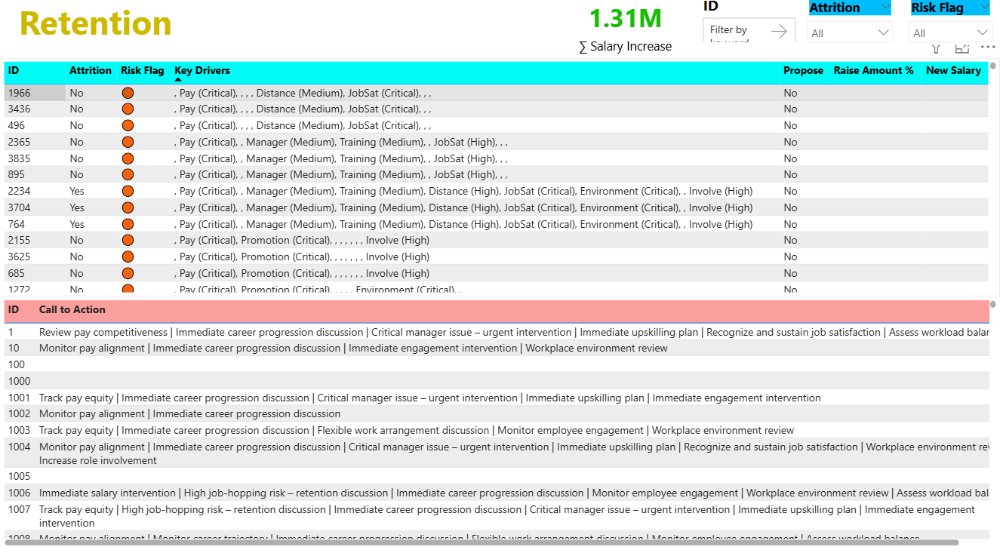 Retention
1.31M
∑ Salary Increase
ID
Filter by
Attrition
All
Risk Flag
All
ID Attrition Risk Flag Key Drivers Propose Raise Amount % New Salary
1966 No , Pay (Critical), , , , Distance (Medium), JobSat (Critical), , , No
3436 No , Pay (Critical), , , , Distance (Medium), JobSat (Critical), , , No
496 No , Pay (Critical), , , , Distance (Medium), JobSat (Critical), , , No
2365 No , Pay (Critical), , Manager (Medium), Training (Medium), , JobSat (High), , , No
3835 No , Pay (Critical), , Manager (Medium), Training (Medium), , JobSat (High), , , No
895 No , Pay (Critical), , Manager (Medium), Training (Medium), , JobSat (High), , , No
2234 Yes , Pay (Critical), , Manager (Medium), Training (Medium), Distance (High), JobSat (Critical), Environment (Critical), , Involve (High) No
3704 Yes , Pay (Critical), , Manager (Medium), Training (Medium), Distance (High), JobSat (Critical), Environment (Critical), , Involve (High) No
764 Yes , Pay (Critical), , Manager (Medium), Training (Medium), Distance (High), JobSat (Critical), Environment (Critical), , Involve (High) No
2155 No , Pay (Critical), Promotion (Critical), , , , , , , Involve (High) No
3625 No , Pay (Critical), Promotion (Critical), , , , , , , Involve (High) No
685 No , Pay (Critical), Promotion (Critical), , , , , , , Involve (High) No
1272 No , Pay (Critical), Promotion (Critical), , , , , Environment (Critical), , No
ID Call to Action
1 Review pay competitiveness | Immediate career progression discussion | Critical manager issue – urgent intervention | Immediate upskilling plan | Recognize and sustain job satisfaction | Assess workload balar
10 Monitor pay alignment | Immediate career progression discussion | Immediate engagement intervention | Workplace environment review
100
1000
1001 Track pay equity | Immediate career progression discussion | Critical manager issue – urgent intervention | Immediate upskilling plan | Immediate engagement intervention
1002 Monitor pay alignment | Immediate career progression discussion
1003 Track pay equity | Immediate career progression discussion | Flexible work arrangement discussion | Monitor employee engagement | Workplace environment review
1004 Monitor pay alignment | Immediate career progression discussion | Critical manager issue – urgent intervention | Immediate upskilling plan | Recognize and sustain job satisfaction | Workplace environment rev
Increase role involvement
1005
1006 Immediate salary intervention | High job-hopping risk – retention discussion | Immediate career progression discussion | Monitor employee engagement | Workplace environment review | Assess workload bala
1007 Track pay equity | High job-hopping risk – retention discussion | Immediate career progression discussion | Critical manager issue – urgent intervention | Immediate upskilling plan | Immediate engagement
intervention
1008 Monitor pay alignment | Monitor career trajectory | Immediate career progression discussion | Flexible work arrangement discussion | Monitor employee engagement | Assess workload balance